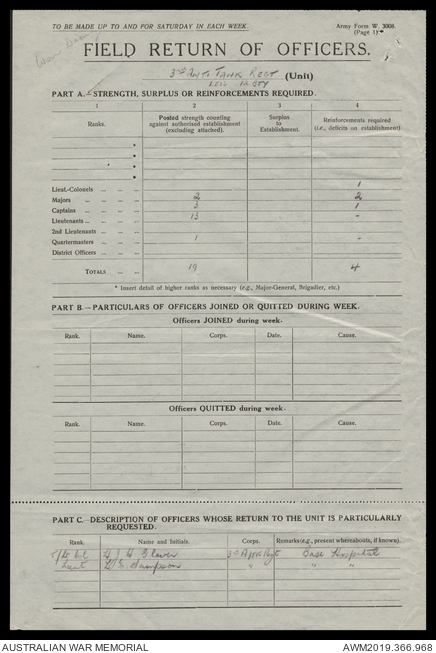 TO BE MADE UP TO AND FOR SATURDAY IN EACH WEEK.
Army Form W. 3008
(Page 1)
FIELD RETURN OF OFFICERS.
3rd Anti Tank Regt (Unit)
PART A.—STRENGTH, SURPLUS OR REINFORCEMENTS REQUIRED.
1 2 3 4
Ranks. Posted strength counting against authorised establishment (excluding attached). Surplus to Establishment. Reinforcements required (i.e., deficits on establishment)
*
*
*
*
Lieut.-Colonels ... ... ... 1
Majors ... ... ... 2 2
Captains ... ... ... 3 1
Lieutenants ... ... ... 13 -
2nd Lieutenants ... ...
Quartermasters ... ... 1 -
District Officers ... ...
TOTALS ... ... 19 4
* Insert detail of higher ranks as necessary (e.g., Major-General, Brigadier, etc.)
PART B.—PARTICULARS OF OFFICERS JOINED OR QUITTED DURING WEEK.
Officers JOINED during week.
Rank. Name. Corps. Date. Cause.
Officers QUITTED during week.
Rank. Name. Corps. Date. Cause.
PART C.—DESCRIPTION OF OFFICERS WHOSE RETURN TO THE UNIT IS PARTICULARLY
REQUESTED.
Rank. Name and Initials. Corps. Remarks (e.g., present whereabouts, if known).
Col Glover 3rd Regt Base Hospital
Lieut Sampson " " "
AUSTRALIAN WAR MEMORIAL AWM2019.366.968